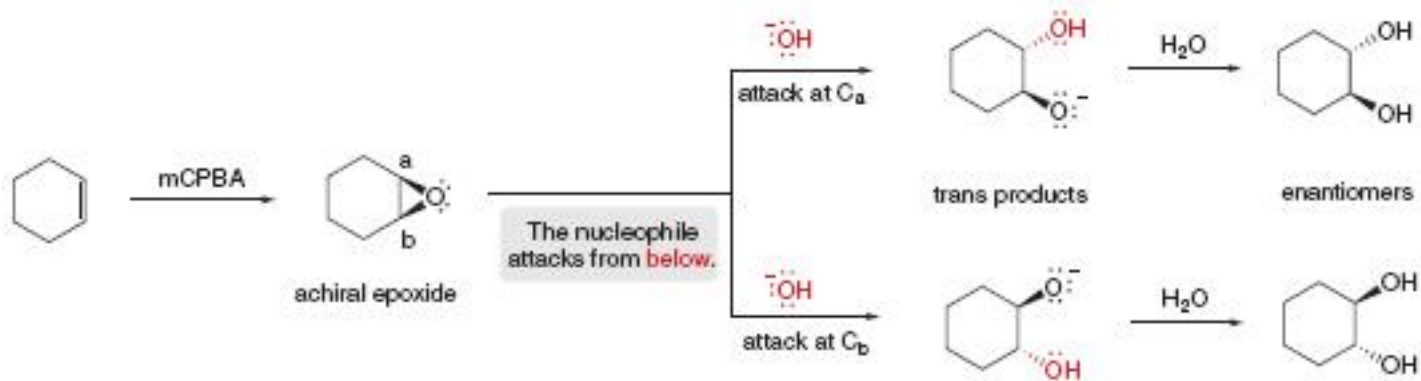 mCPBA
a
O
b
achiral epoxide
The nucleophile
attacks from below.
−OH
attack at Ca
OH
O−
H2O
OH
OH
trans products
enantiomers
−OH
attack at Cb
O−
OH
H2O
OH
OH